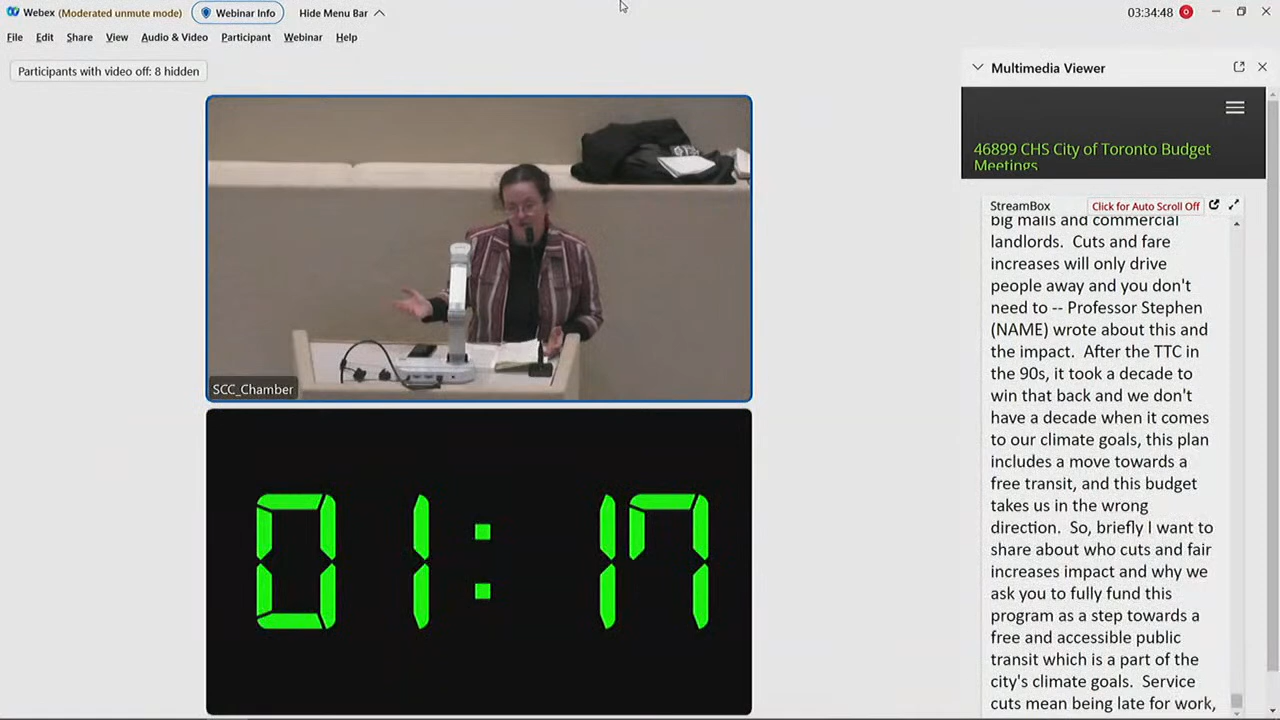 Webex (Moderated unmute mode) Webinar Info Hide Menu Bar 03:34:48
File Edit Share View Audio & Video Participant Webinar Help
Participants with video off: 8 hidden
SCC_Chamber
01:17
Multimedia Viewer
46899 CHS City of Toronto Budget
Meetings
StreamBox Click for Auto Scroll Off
big malls and commercial
landlords. Cuts and fare
increases will only drive
people away and you don't
need to -- Professor Stephen
(NAME) wrote about this and
the impact. After the TTC in
the 90s, it took a decade to
win that back and we don't
have a decade when it comes
to our climate goals, this plan
includes a move towards a
free transit, and this budget
takes us in the wrong
direction. So, briefly I want to
share about who cuts and fair
increases impact and why we
ask you to fully fund this
program as a step towards a
free and accessible public
transit which is a part of the
city's climate goals. Service
cuts mean being late for work,